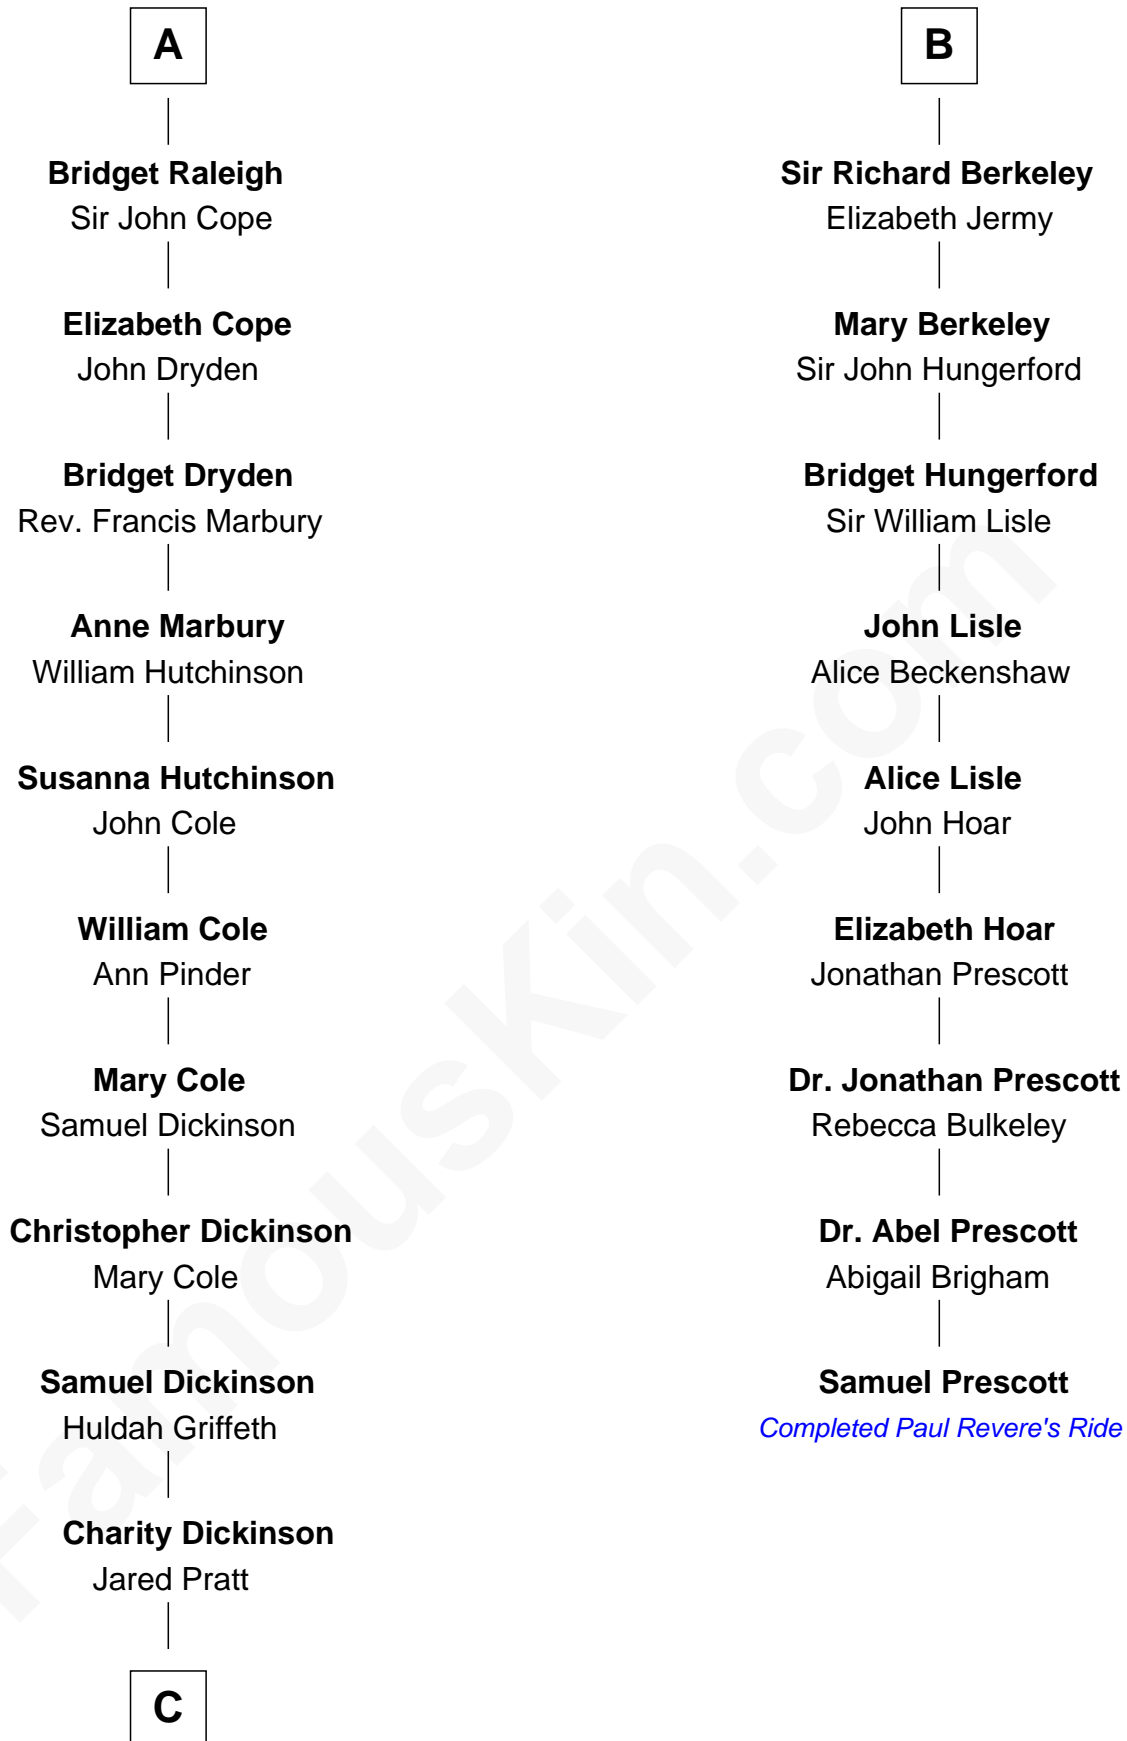 A
Bridget Raleigh
Sir John Cope
Elizabeth Cope
John Dryden
Bridget Dryden
Rev. Francis Marbury
Anne Marbury
William Hutchinson
Susanna Hutchinson
John Cole
William Cole
Ann Pinder
Mary Cole
Samuel Dickinson
Christopher Dickinson
Mary Cole
Samuel Dickinson
Huldah Griffeth
Charity Dickinson
Jared Pratt
C
B
Sir Richard Berkeley
Elizabeth Jermy
Mary Berkeley
Sir John Hungerford
Bridget Hungerford
Sir William Lisle
John Lisle
Alice Beckenshaw
Alice Lisle
John Hoar
Elizabeth Hoar
Jonathan Prescott
Dr. Jonathan Prescott
Rebecca Bulkeley
Dr. Abel Prescott
Abigail Brigham
Samuel Prescott
Completed Paul Revere's Ride
FamousKin.com